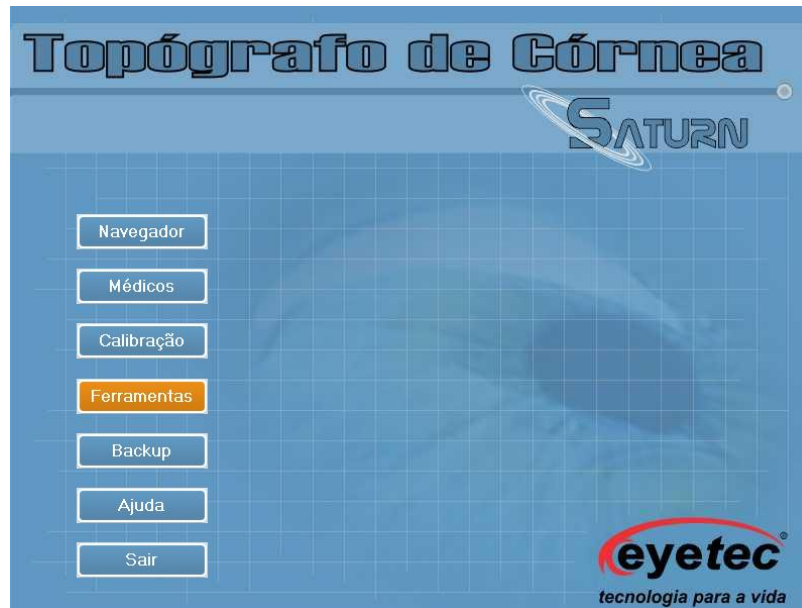 Topógrafo de Córnea
SATURN
Navegador
Médicos
Calibração
Ferramentas
Backup
Ajuda
Sair
eyetec®
tecnologia para a vida